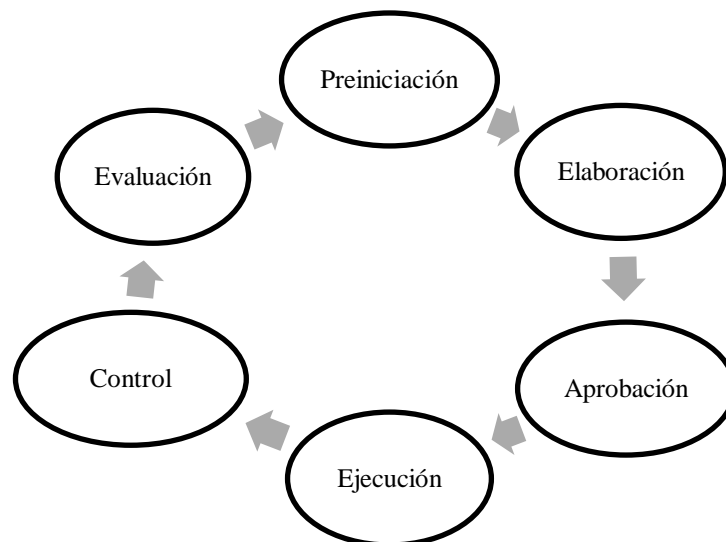 Preiniciación
Elaboración
Aprobación
Ejecución
Control
Evaluación